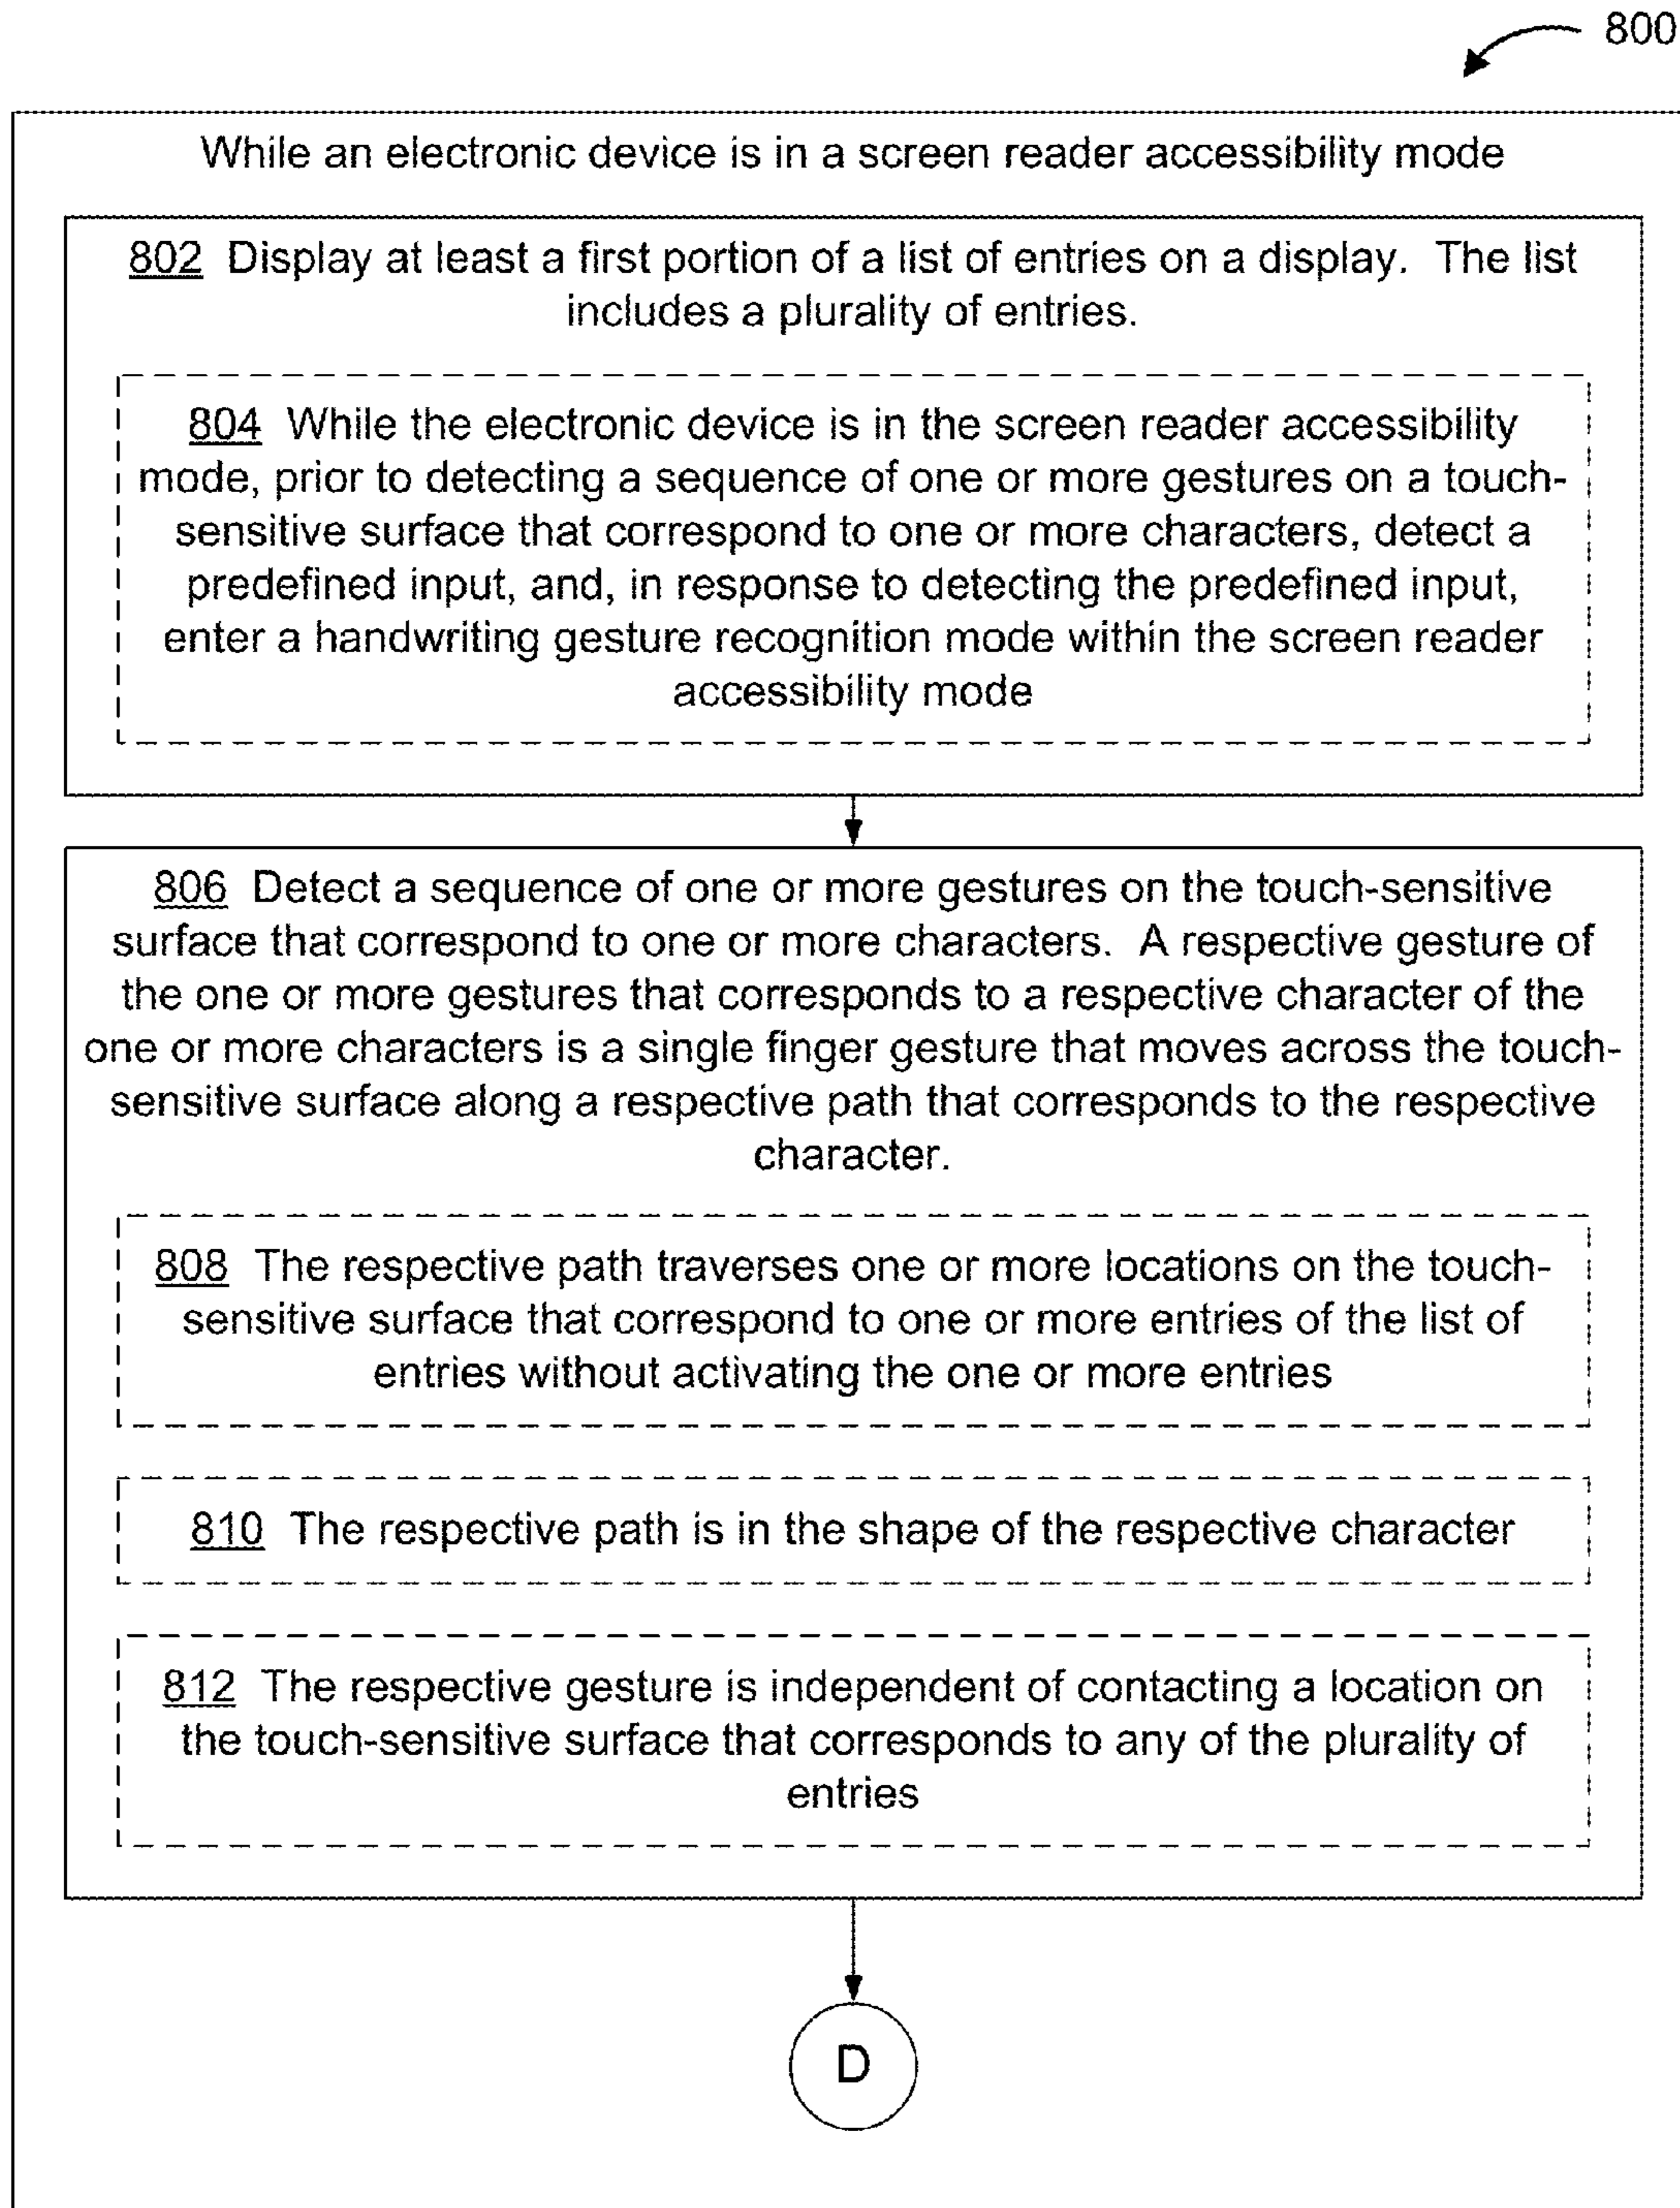 800
While an electronic device is in a screen reader accessibility mode
802 Display at least a first portion of a list of entries on a display. The list
includes a plurality of entries.
804 While the electronic device is in the screen reader accessibility
mode, prior to detecting a sequence of one or more gestures on a touch-
sensitive surface that correspond to one or more characters, detect a
predefined input, and, in response to detecting the predefined input,
enter a handwriting gesture recognition mode within the screen reader
accessibility mode
806 Detect a sequence of one or more gestures on the touch-sensitive
surface that correspond to one or more characters. A respective gesture of
the one or more gestures that corresponds to a respective character of the
one or more characters is a single finger gesture that moves across the touch-
sensitive surface along a respective path that corresponds to the respective
character.
808 The respective path traverses one or more locations on the touch-
sensitive surface that correspond to one or more entries of the list of
entries without activating the one or more entries
810 The respective path is in the shape of the respective character
812 The respective gesture is independent of contacting a location on
the touch-sensitive surface that corresponds to any of the plurality of
entries
D